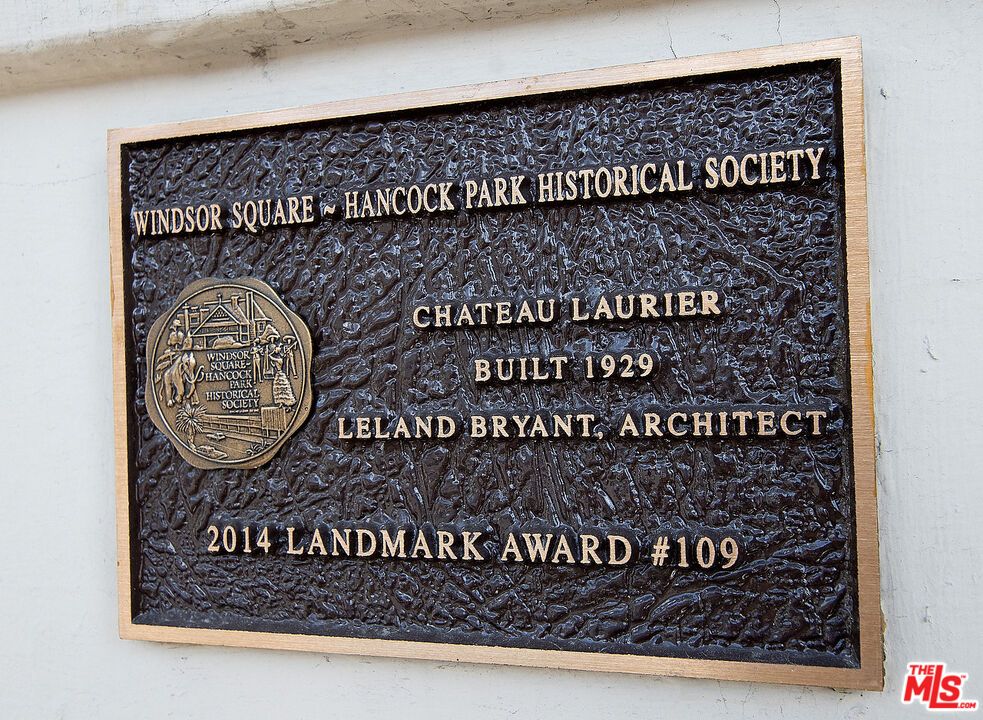 WINDSOR SQUARE ~ HANCOCK PARK HISTORICAL SOCIETY
WINDSOR
SQUARE-
HANCOCK
PARK
HISTORICAL
SOCIETY
CHATEAU LAURIER
BUILT 1929
LELAND BRYANT, ARCHITECT
2014 LANDMARK AWARD #109
THE
MLS
.COM